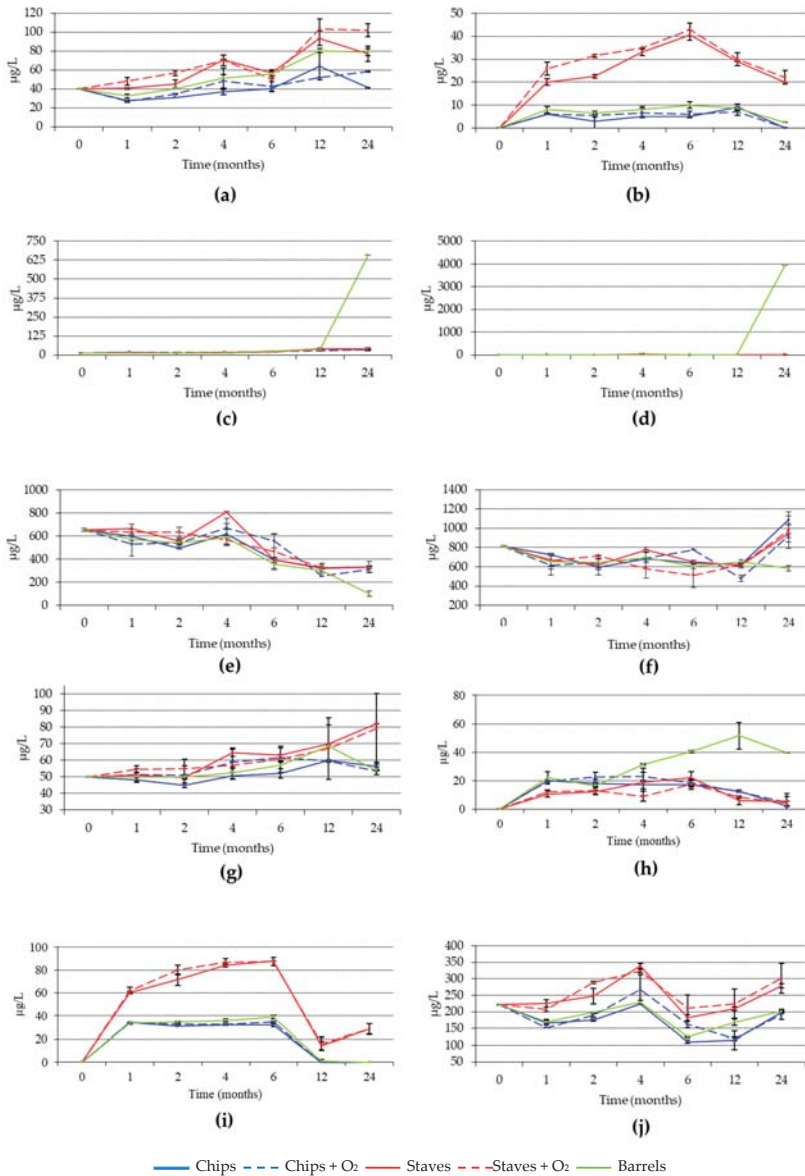 120
100
80
60
40
20
0
µg/L
0 1 2 4 6 12 24
Time (months)
(a)
50
40
30
20
10
0
µg/L
0 1 2 4 6 12 24
Time (months)
(b)
750
625
500
375
250
125
0
µg/L
0 1 2 4 6 12 24
Time (months)
(c)
5000
4000
3000
2000
1000
0
µg/L
0 1 2 4 6 12 24
Time (months)
(d)
1000
800
600
400
200
0
µg/L
0 1 2 4 6 12 24
Time (months)
(e)
1400
1200
1000
800
600
400
200
µg/L
0 1 2 4 6 12 24
Time (months)
(f)
100
90
80
70
60
50
40
30
µg/L
0 1 2 4 6 12 24
Time (months)
(g)
80
60
40
20
0
µg/L
0 1 2 4 6 12 24
Time (months)
(h)
100
80
60
40
20
0
µg/L
0 1 2 4 6 12 24
Time (months)
(i)
400
350
300
250
200
150
100
50
µg/L
0 1 2 4 6 12 24
Time (months)
(j)
Chips Chips + O₂ Staves Staves + O₂ Barrels